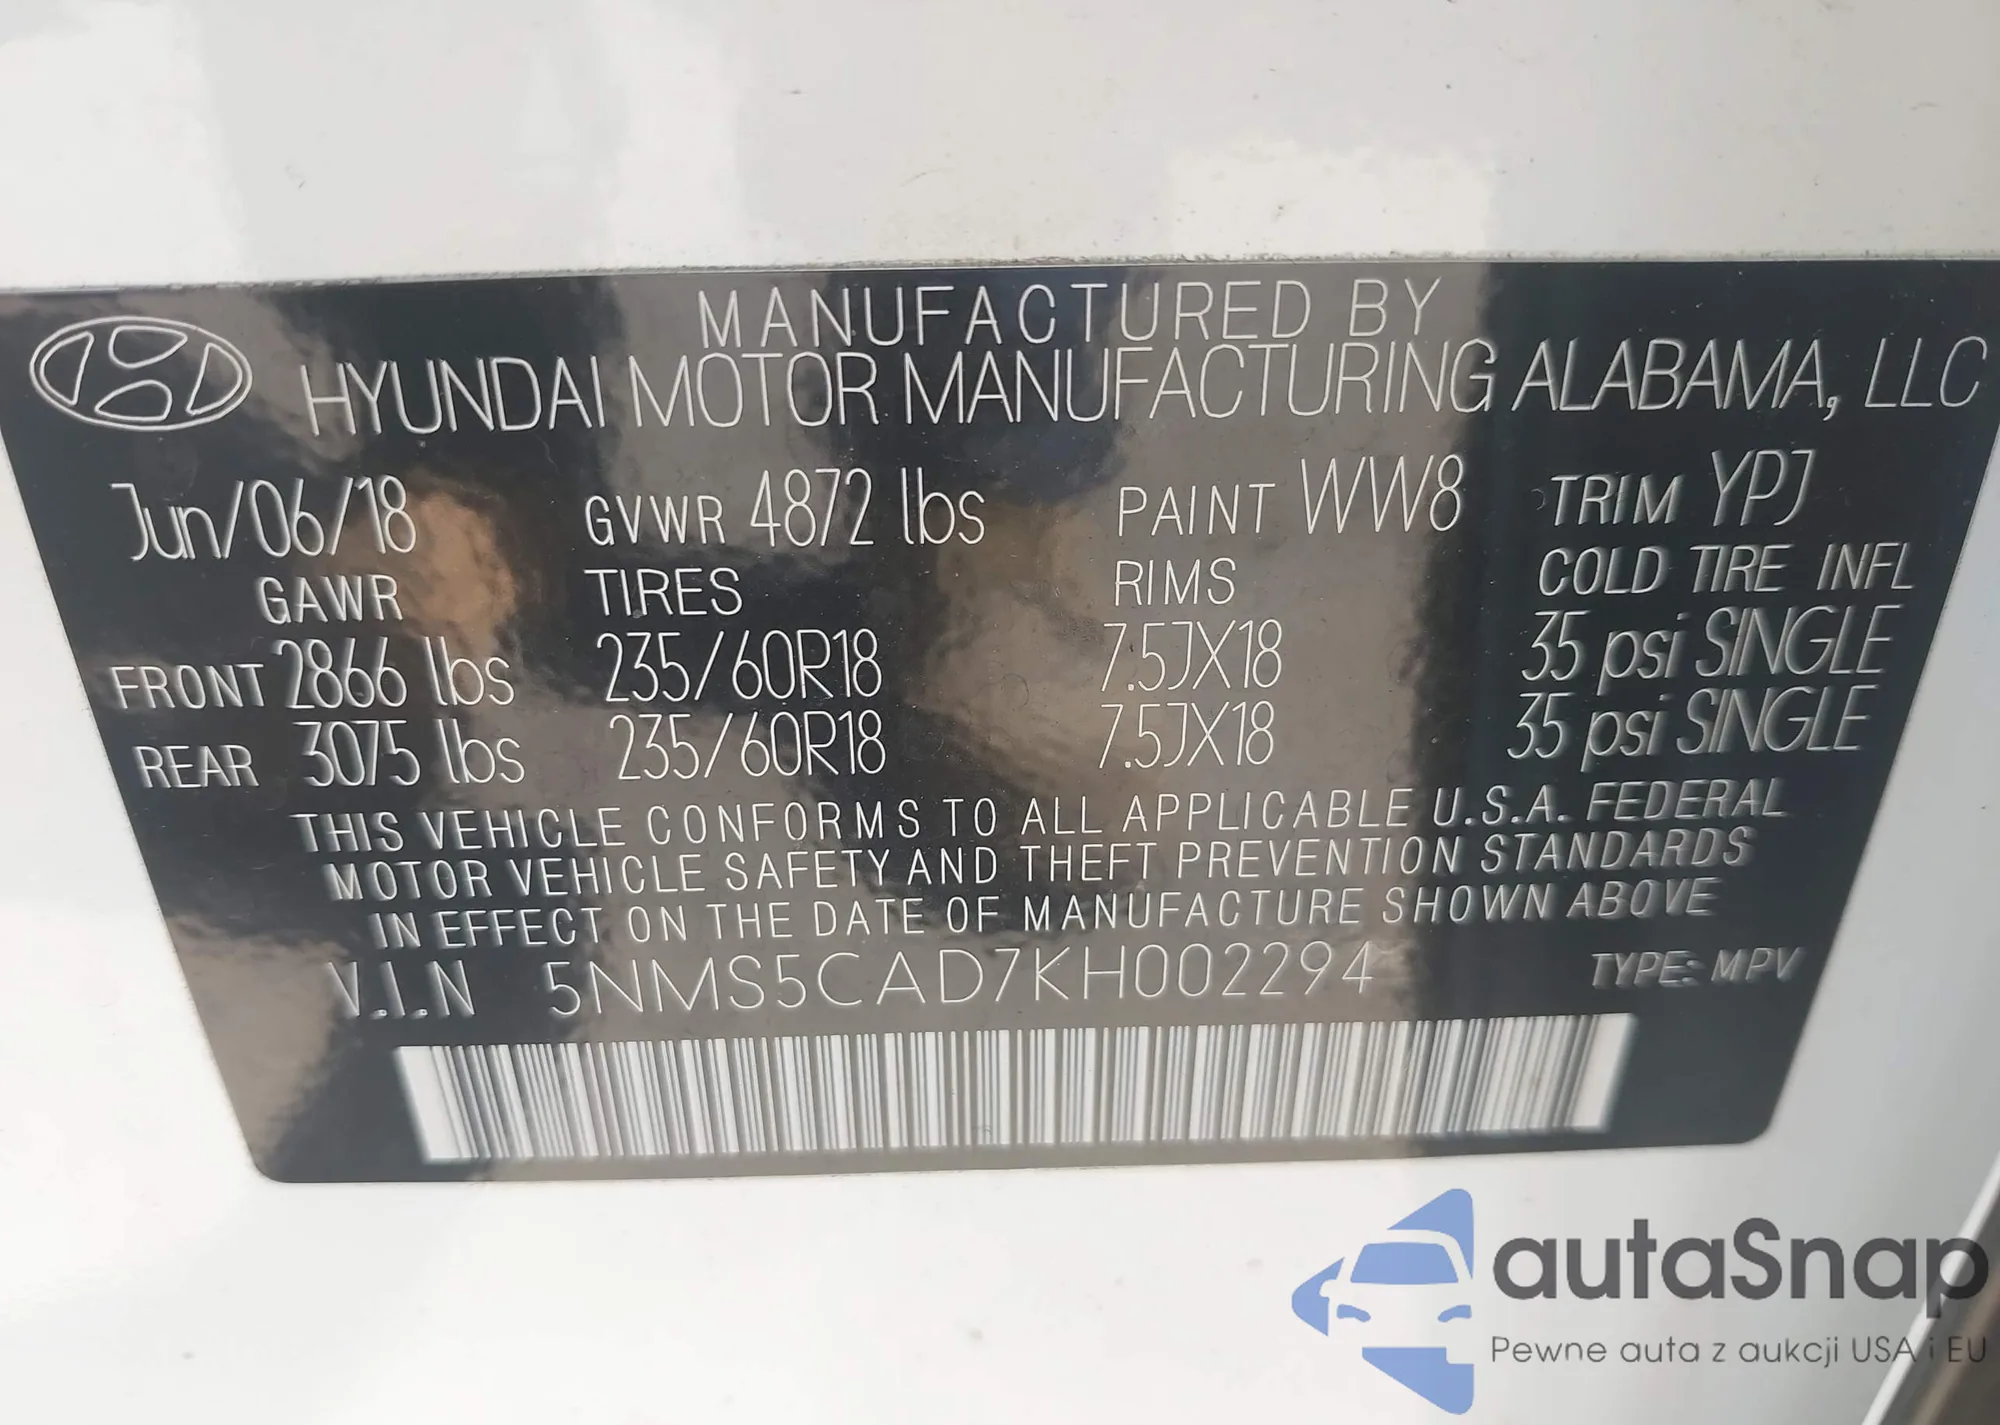 MANUFACTURED BY
HYUNDAI MOTOR MANUFACTURING ALABAMA, LLC
Jun/06/18 GVWR 4872 lbs PAINT WW8 TRIM YPJ
GAWR TIRES RIMS COLD TIRE INFL
FRONT 2866 lbs 235/60R18 7.5JX18 35 psi SINGLE
REAR 3075 lbs 235/60R18 7.5JX18 35 psi SINGLE
THIS VEHICLE CONFORMS TO ALL APPLICABLE U.S.A. FEDERAL
MOTOR VEHICLE SAFETY AND THEFT PREVENTION STANDARDS
IN EFFECT ON THE DATE OF MANUFACTURE SHOWN ABOVE
V.I.N 5NMS5CAD7KH002294 TYPE: MPV
autaSnap
Pewne auta z aukcji USA i EU